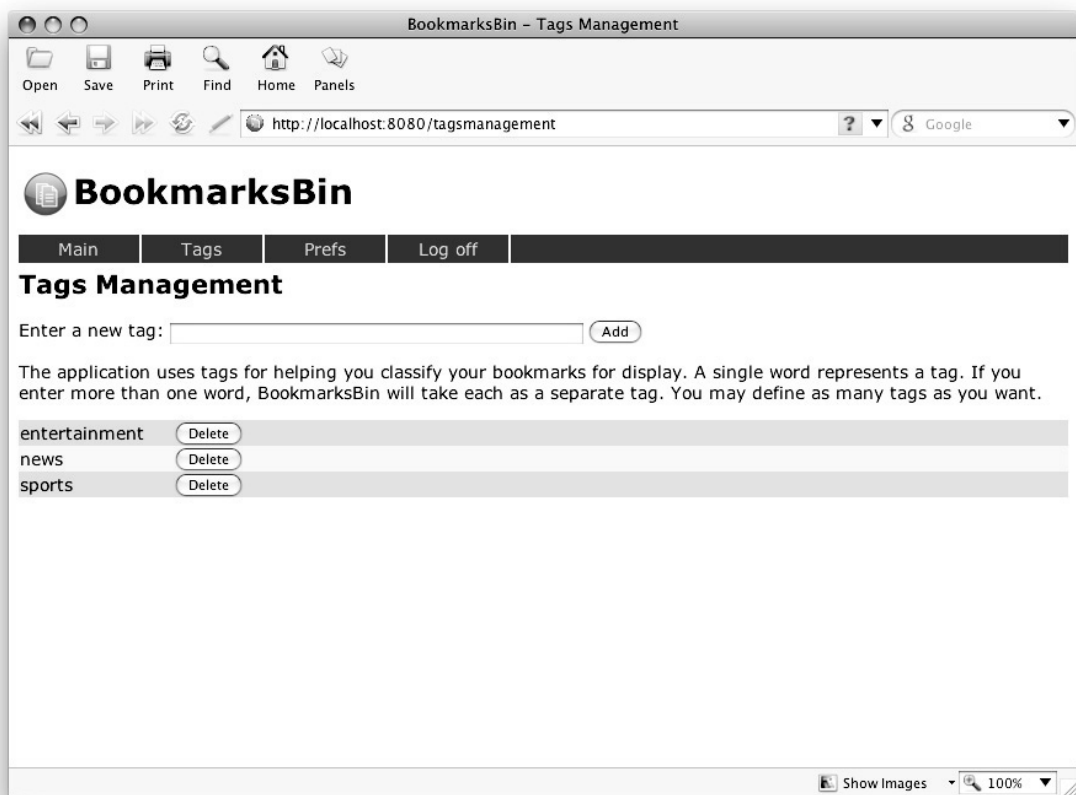 BookmarksBin – Tags Management
Open Save Print Find Home Panels
http://localhost:8080/tagsmanagement ? Google
BookmarksBin
Main Tags Prefs Log off
Tags Management
Enter a new tag: Add
The application uses tags for helping you classify your bookmarks for display. A single word represents a tag. If you
enter more than one word, BookmarksBin will take each as a separate tag. You may define as many tags as you want.
entertainment Delete
news Delete
sports Delete
Show Images 100%